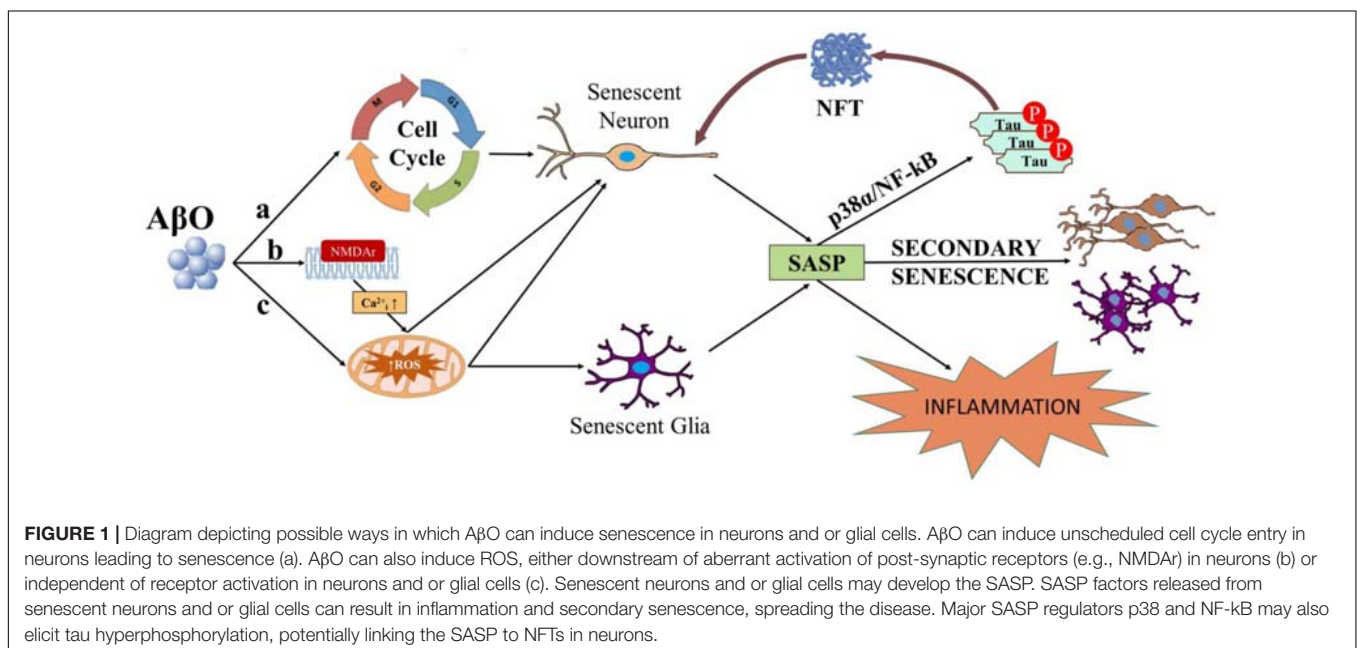 Senescent
Neuron
NFT
P
Tau
P
Tau
P
Tau
M
G1
Cell
Cycle
G2
S
AβO
a
b
c
NMDAr
Ca²⁺ᵢ ↑
↑ROS
p38α/NF-kB
SASP
SECONDARY
SENESCENCE
Senescent Glia
INFLAMMATION
FIGURE 1 | Diagram depicting possible ways in which AβO can induce senescence in neurons and or glial cells. AβO can induce unscheduled cell cycle entry in
neurons leading to senescence (a). AβO can also induce ROS, either downstream of aberrant activation of post-synaptic receptors (e.g., NMDAr) in neurons (b) or
independent of receptor activation in neurons and or glial cells (c). Senescent neurons and or glial cells may develop the SASP. SASP factors released from
senescent neurons and or glial cells can result in inflammation and secondary senescence, spreading the disease. Major SASP regulators p38 and NF-kB may also
elicit tau hyperphosphorylation, potentially linking the SASP to NFTs in neurons.